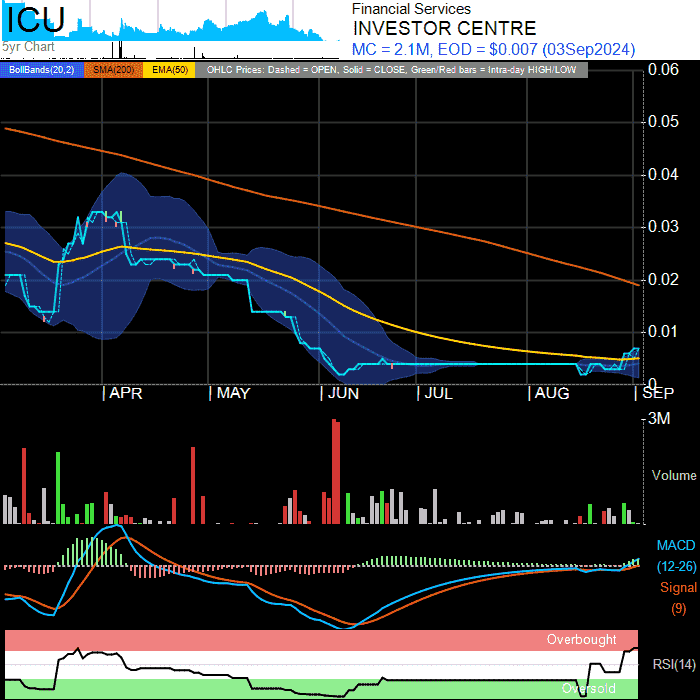 ICU
5yr Chart
Financial Services
INVESTOR CENTRE
MC = 2.1M, EOD = $0.007 (03Sep2024)
BollBands(20,2) SMA(200) EMA(50) OHLC Prices: Dashed = OPEN, Solid = CLOSE, Green/Red bars = Intra-day HIGH/LOW
0.06
0.05
0.04
0.03
0.02
0.01
0
APR MAY JUN JUL AUG SEP
3M
Volume
MACD
(12-26)
Signal
(9)
Overbought
RSI(14)
Oversold